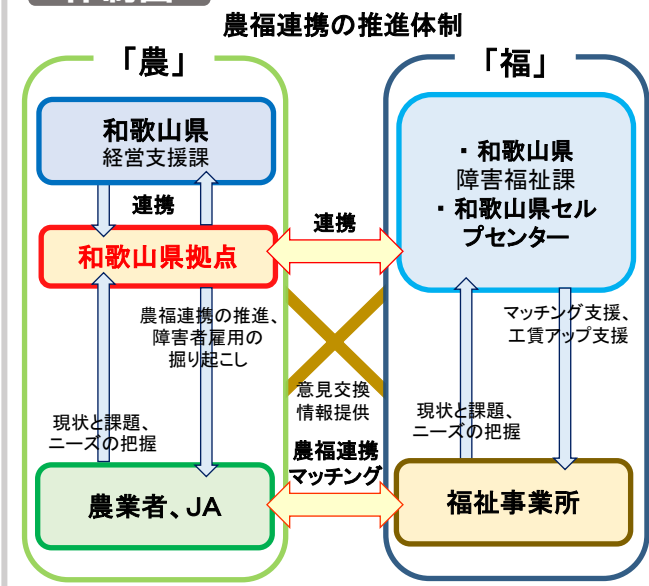 農福連携の推進体制
「農」
「福」
和歌山県
経営支援課
連携
和歌山県拠点
農福連携の推進、
障害者雇用の
掘り起こし
現状と課題、
ニーズの把握
農業者、JA
連携
意見交換
情報提供
農福連携
マッチング
・和歌山県
障害福祉課
・和歌山県セル
プセンター
マッチング支援、
工賃アップ支援
現状と課題、
ニーズの把握
福祉事業所